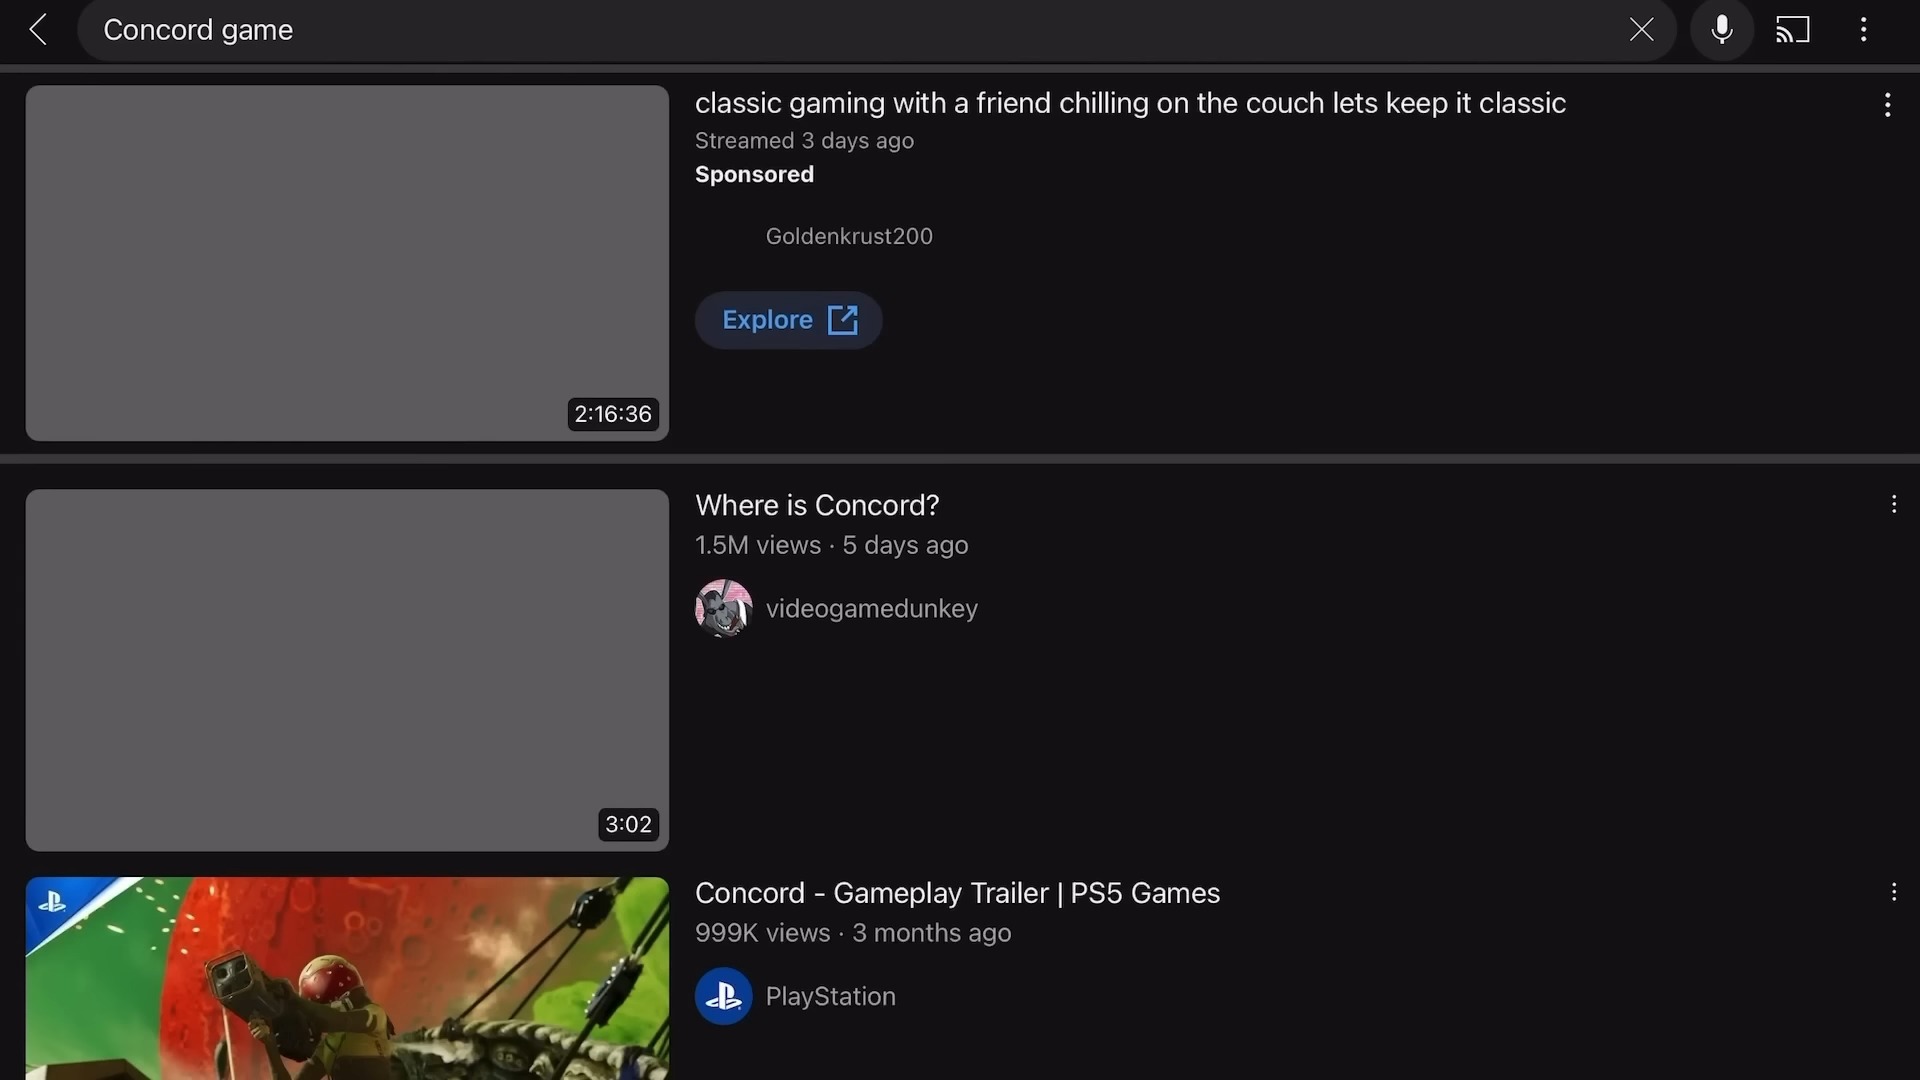 Concord game
classic gaming with a friend chilling on the couch lets keep it classic
Streamed 3 days ago
Sponsored
Goldenkrust200
Explore
2:16:36
Where is Concord?
1.5M views · 5 days ago
videogamedunkey
3:02
Concord - Gameplay Trailer | PS5 Games
999K views · 3 months ago
PlayStation